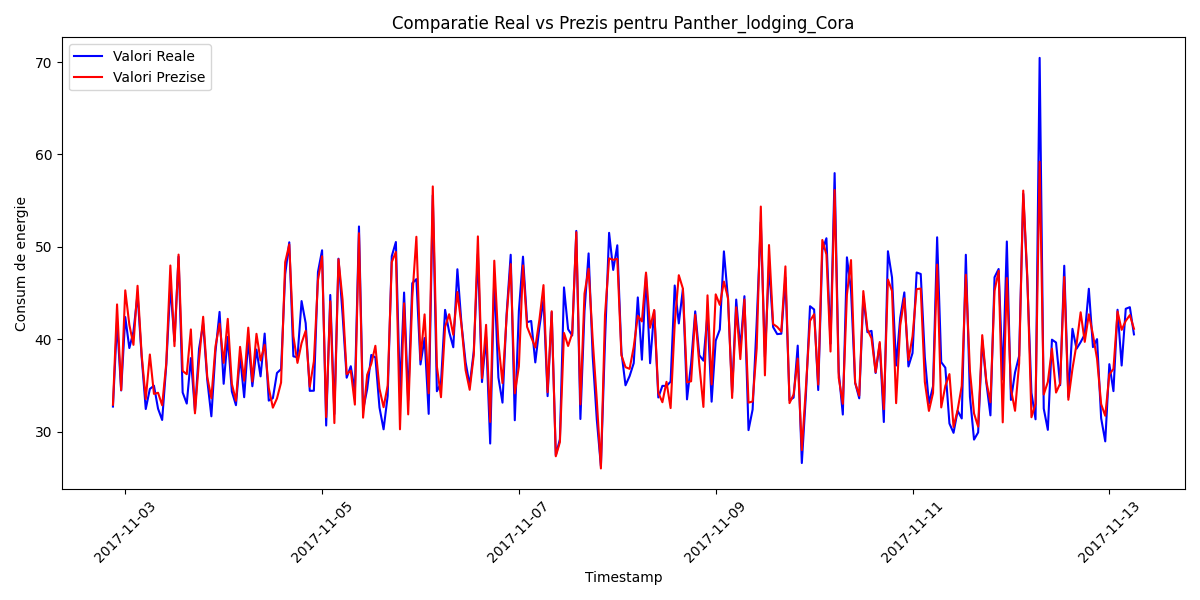 Comparatie Real vs Prezis pentru Panther_lodging_Cora
Valori Reale
Valori Prezise
Consum de energie
70
60
50
40
30
2017-11-03
2017-11-05
2017-11-07
2017-11-09
2017-11-11
2017-11-13
Timestamp